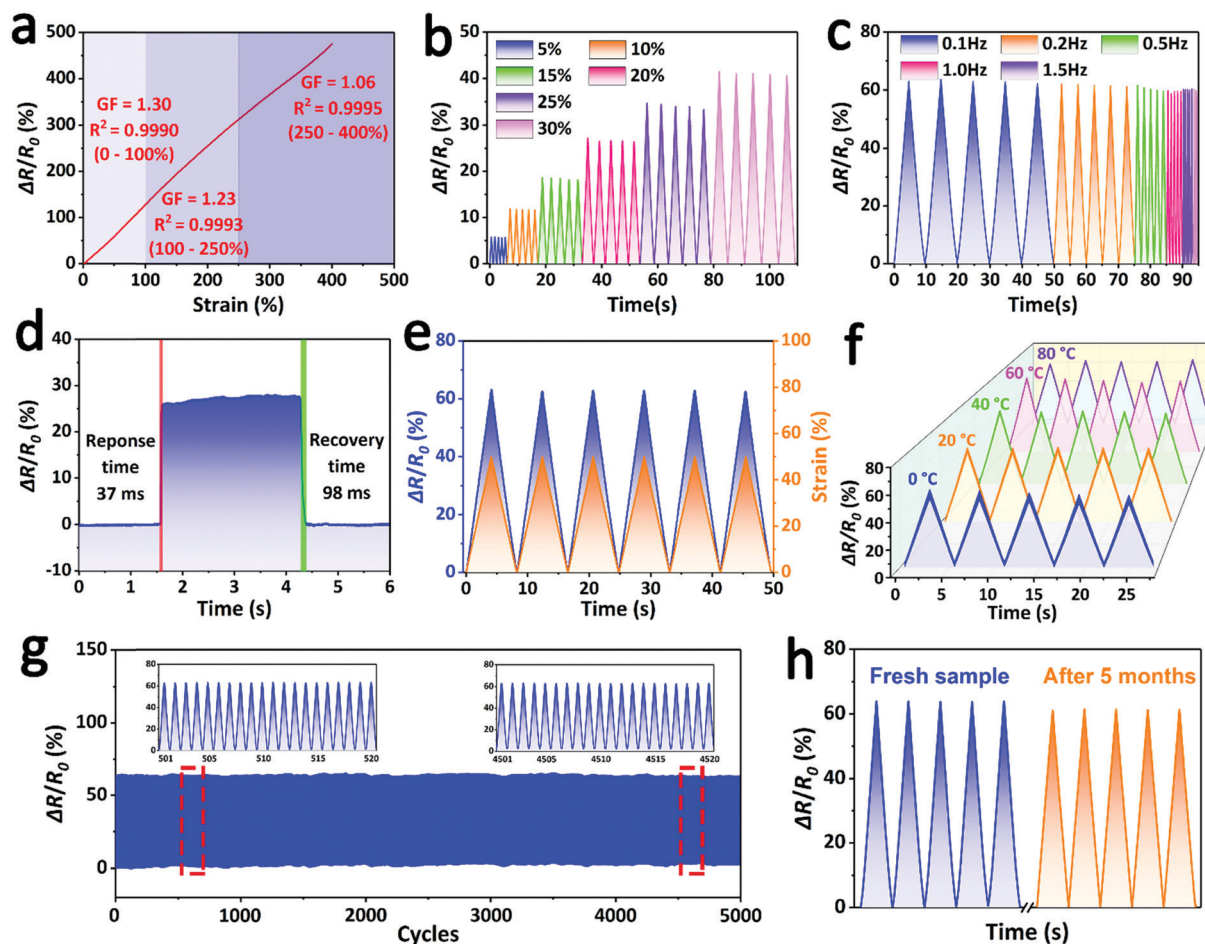 a
500
400
300
200
100
0
ΔR/R0 (%)
GF = 1.30
R2 = 0.9990
(0 - 100%)
GF = 1.23
R2 = 0.9993
(100 - 250%)
GF = 1.06
R2 = 0.9995
(250 - 400%)
0 100 200 300 400 500
Strain (%)
b
50
40
30
20
10
0
ΔR/R0 (%)
5% 10%
15% 20%
25%
30%
0 20 40 60 80 100
Time(s)
c
80
60
40
20
0
ΔR/R0 (%)
0.1Hz 0.2Hz 0.5Hz
1.0Hz 1.5Hz
0 10 20 30 40 50 60 70 80 90
Time(s)
d
40
30
20
10
0
-10
ΔR/R0 (%)
Reponse
time
37 ms
Recovery
time
98 ms
0 1 2 3 4 5 6
Time (s)
e
80
60
40
20
0
ΔR/R0 (%)
100
80
60
40
20
0
Strain (%)
0 10 20 30 40 50
Time (s)
f
80 °C
60 °C
40 °C
20 °C
0 °C
80
60
40
20
0
ΔR/R0 (%)
0 5 10 15 20 25
Time (s)
g
150
100
50
0
ΔR/R0 (%)
80
60
40
20
0
501 505 510 515 520
80
60
40
20
0
4501 4505 4510 4515 4520
0 1000 2000 3000 4000 5000
Cycles
h
80
60
40
20
0
ΔR/R0 (%)
Fresh sample
After 5 months
Time (s)